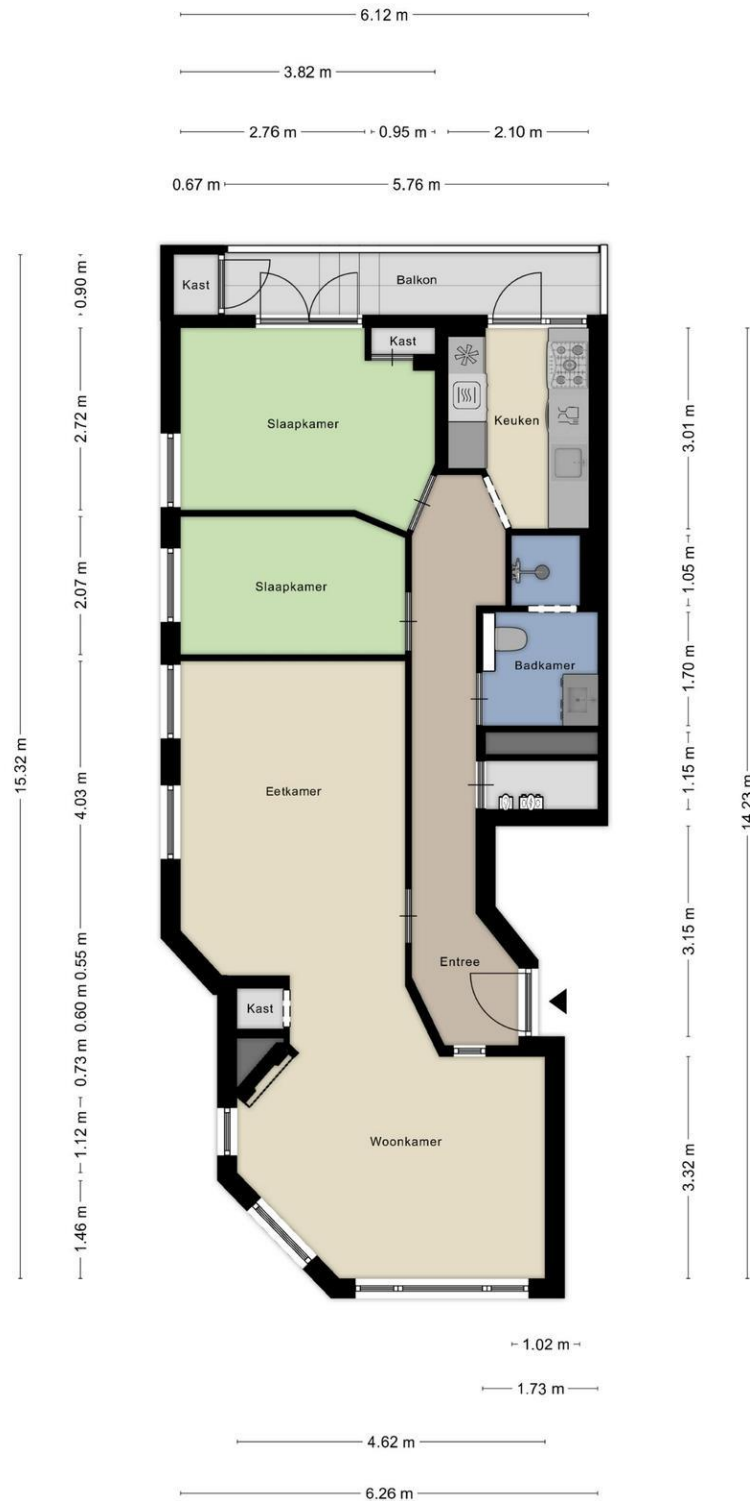 6.12 m
3.82 m
2.76 m 0.95 m 2.10 m
0.67 m 5.76 m
0.90 m
Kast
Balkon
Kast
2.72 m
Slaapkamer
Keuken
3.01 m
2.07 m
Slaapkamer
1.05 m
Badkamer
1.70 m
15.32 m
4.03 m
Eetkamer
1.15 m
14.23 m
3.15 m
0.55 m
Entree
0.60 m
Kast
0.73 m
1.12 m
Woonkamer
3.32 m
1.46 m
1.02 m
1.73 m
4.62 m
6.26 m